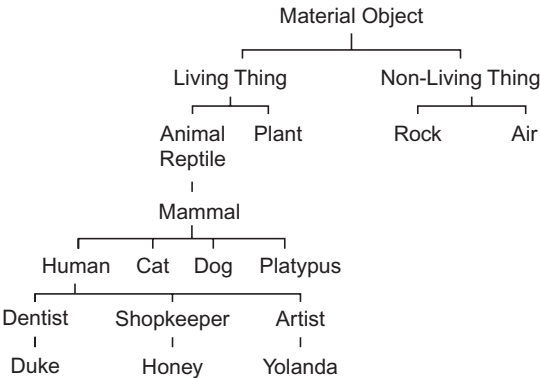 Material Object
Living Thing Non-Living Thing
Animal Plant Rock Air
Reptile
Mammal
Human Cat Dog Platypus
Dentist Shopkeeper Artist
Duke Honey Yolanda